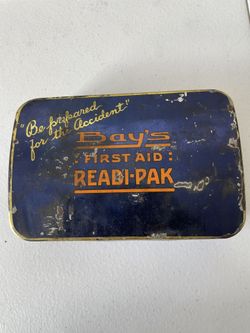 "Be prepared
for the Accident"
Bay's
FIRST AID:
READI-PAK